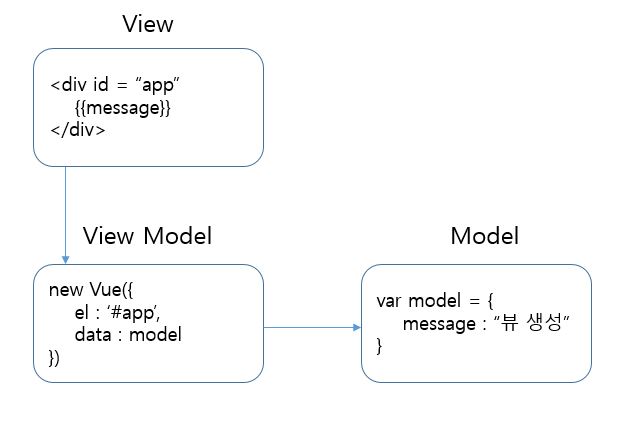 View
<div id = “app”
{{message}}
</div>
View Model
new Vue({
el : ‘#app’,
data : model
})
Model
var model = {
message : “뷰 생성”
}